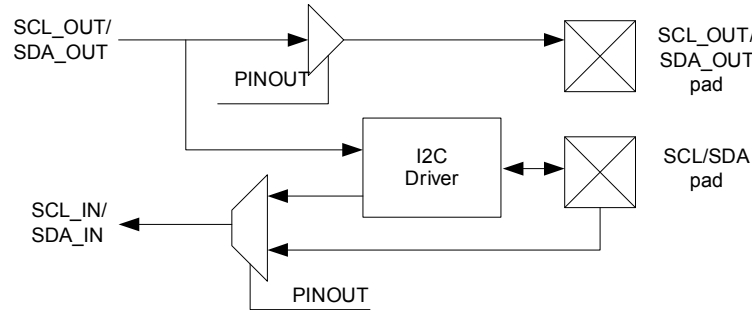 SCL_OUT/
SDA_OUT
SCL_OUT/
SDA_OUT
pad
PINOUT
I2C
Driver
SCL/SDA
pad
SCL_IN/
SDA_IN
PINOUT